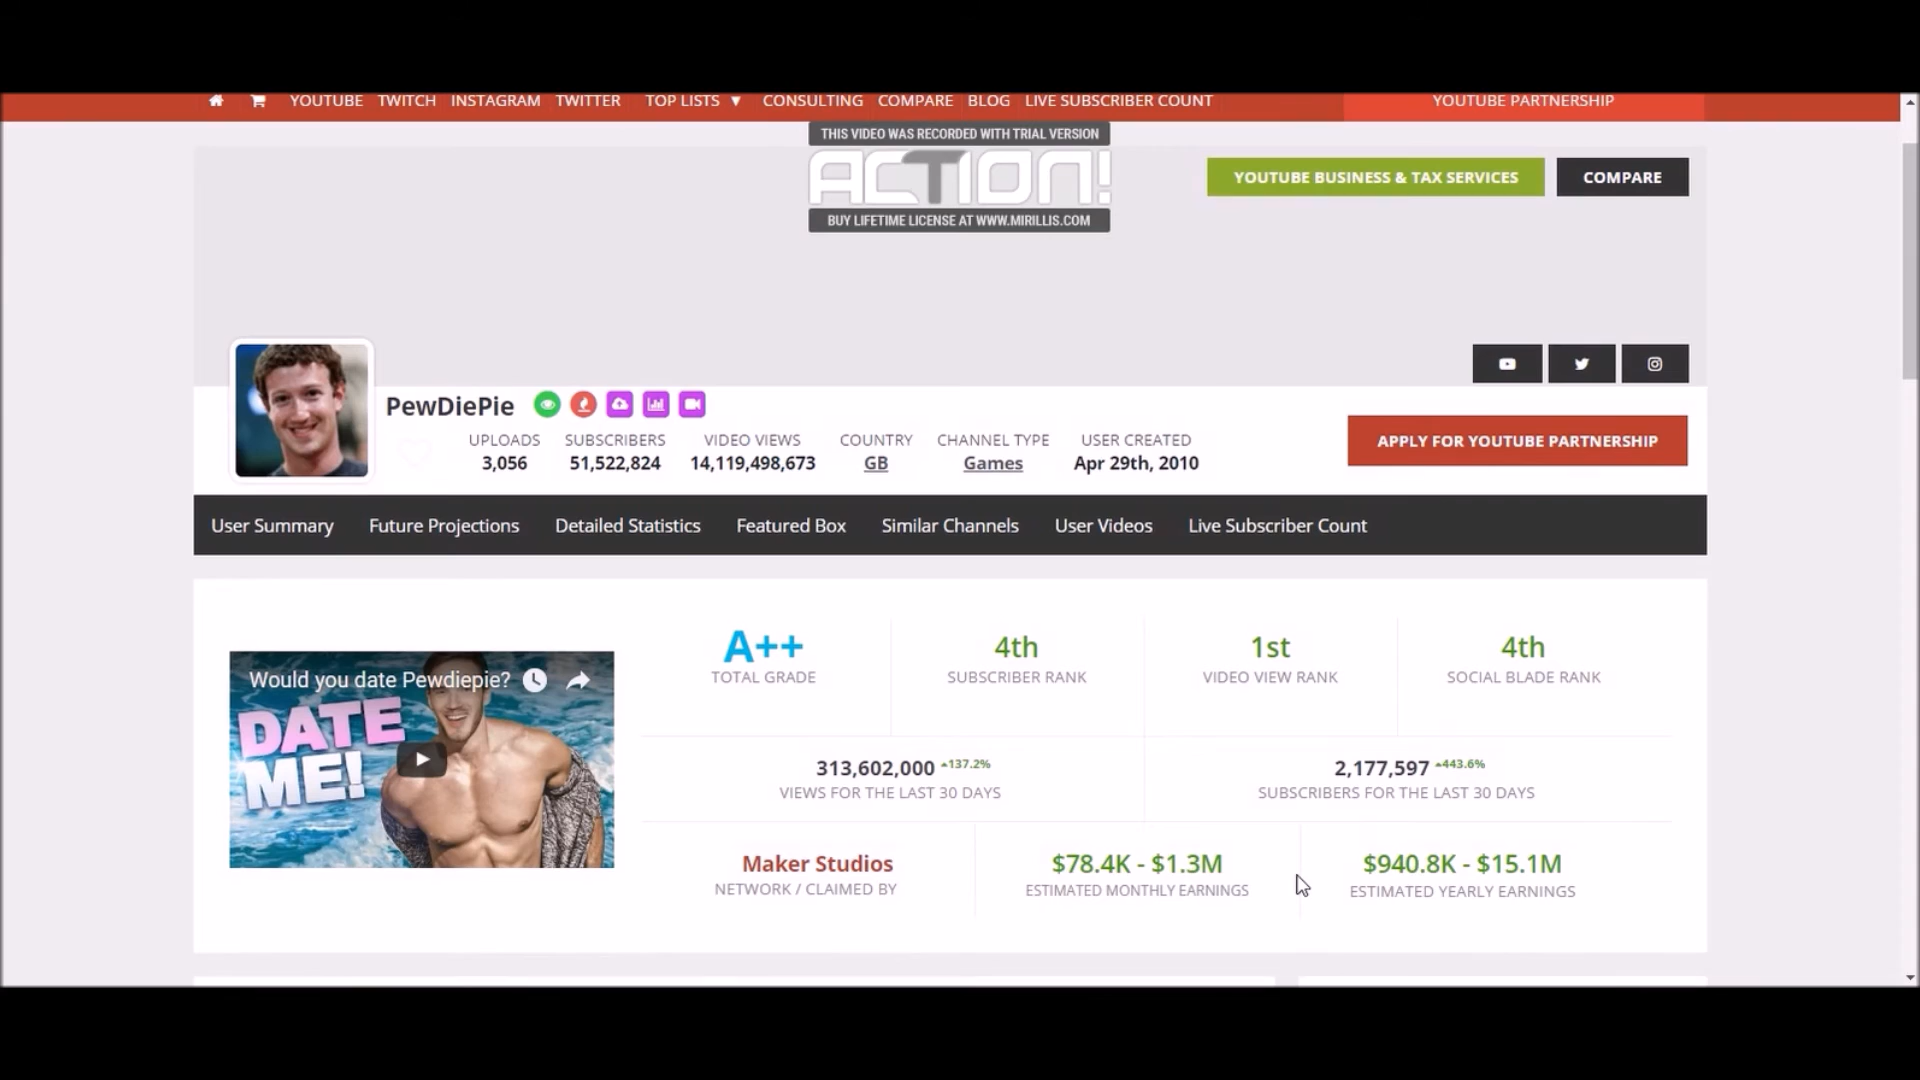 YOUTUBE TWITCH INSTAGRAM TWITTER TOP LISTS ▼ CONSULTING COMPARE BLOG LIVE SUBSCRIBER COUNT YOUTUBE PARTNERSHIP
THIS VIDEO WAS RECORDED WITH TRIAL VERSION
ACTION!
BUY LIFETIME LICENSE AT WWW.MIRILLIS.COM
YOUTUBE BUSINESS & TAX SERVICES COMPARE
PewDiePie
UPLOADS SUBSCRIBERS VIDEO VIEWS COUNTRY CHANNEL TYPE USER CREATED
3,056 51,522,824 14,119,498,673 GB Games Apr 29th, 2010
APPLY FOR YOUTUBE PARTNERSHIP
User Summary Future Projections Detailed Statistics Featured Box Similar Channels User Videos Live Subscriber Count
Would you date Pewdiepie?
DATE
ME!
A++ 4th 1st 4th
TOTAL GRADE SUBSCRIBER RANK VIDEO VIEW RANK SOCIAL BLADE RANK
313,602,000 137.2% 2,177,597 443.6%
VIEWS FOR THE LAST 30 DAYS SUBSCRIBERS FOR THE LAST 30 DAYS
Maker Studios $78.4K - $1.3M $940.8K - $15.1M
NETWORK / CLAIMED BY ESTIMATED MONTHLY EARNINGS ESTIMATED YEARLY EARNINGS